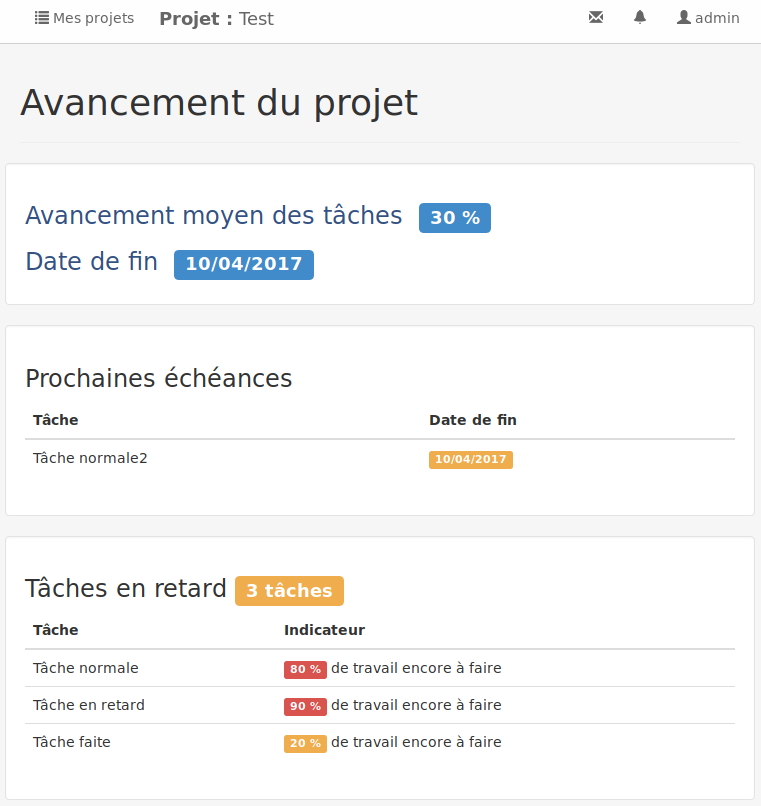 Mes projets Projet : Test admin
Avancement du projet
Avancement moyen des tâches 30 %
Date de fin 10/04/2017
Prochaines échéances
Tâche Date de fin
Tâche normale2 10/04/2017
Tâches en retard 3 tâches
Tâche Indicateur
Tâche normale 80 % de travail encore à faire
Tâche en retard 90 % de travail encore à faire
Tâche faite 20 % de travail encore à faire